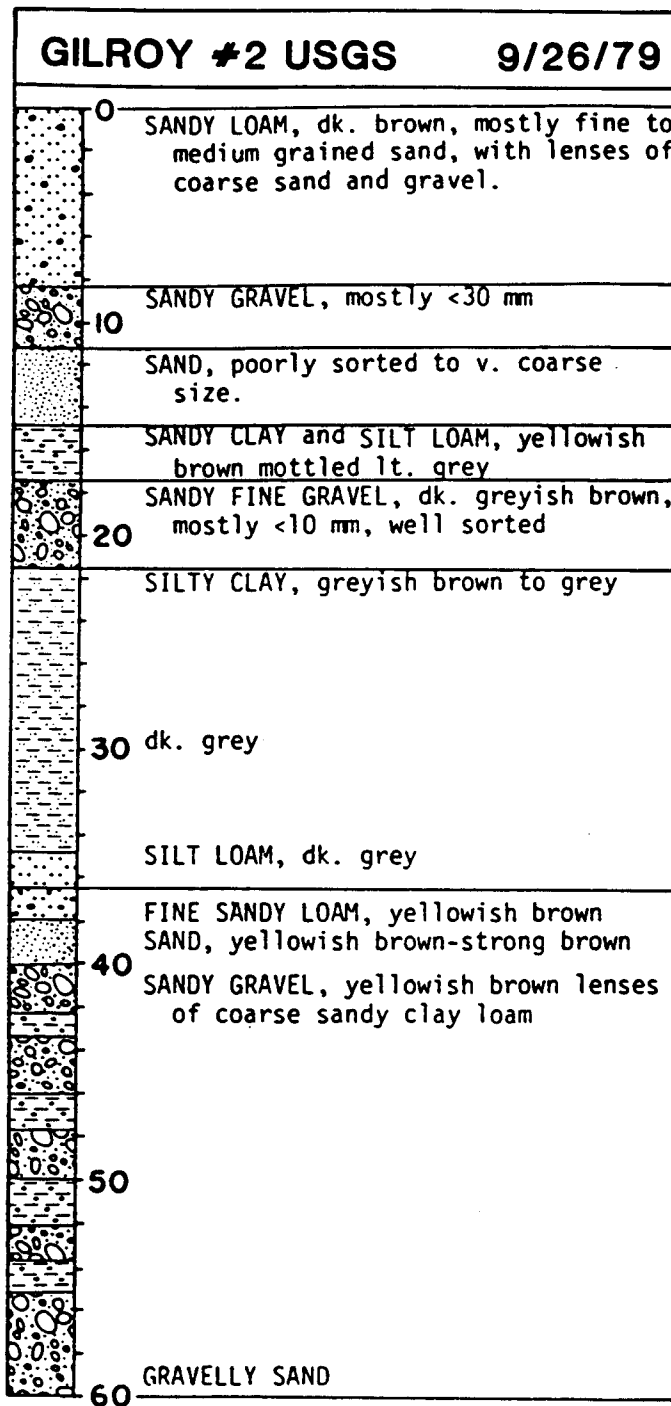 GILROY #2 USGS 9/26/79
0
SANDY LOAM, dk. brown, mostly fine to
medium grained sand, with lenses of
coarse sand and gravel.
SANDY GRAVEL, mostly <30 mm
10
SAND, poorly sorted to v. coarse
size.
SANDY CLAY and SILT LOAM, yellowish
brown mottled lt. grey
SANDY FINE GRAVEL, dk. greyish brown,
mostly <10 mm, well sorted
20
SILTY CLAY, greyish brown to grey
30 dk. grey
SILT LOAM, dk. grey
FINE SANDY LOAM, yellowish brown
SAND, yellowish brown-strong brown
40
SANDY GRAVEL, yellowish brown lenses
of coarse sandy clay loam
50
GRAVELLY SAND
60